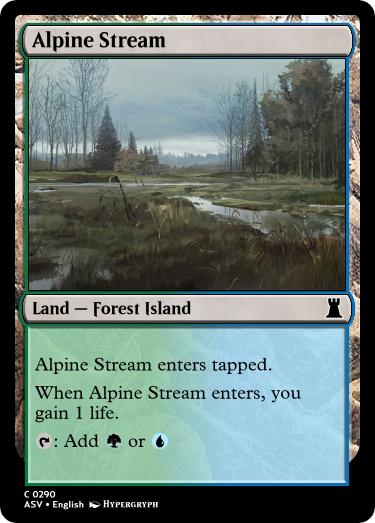 Alpine Stream
Land — Forest Island
Alpine Stream enters tapped.
When Alpine Stream enters, you
gain 1 life.
: Add or
C 0290
ASV • English HYPERGRYPH